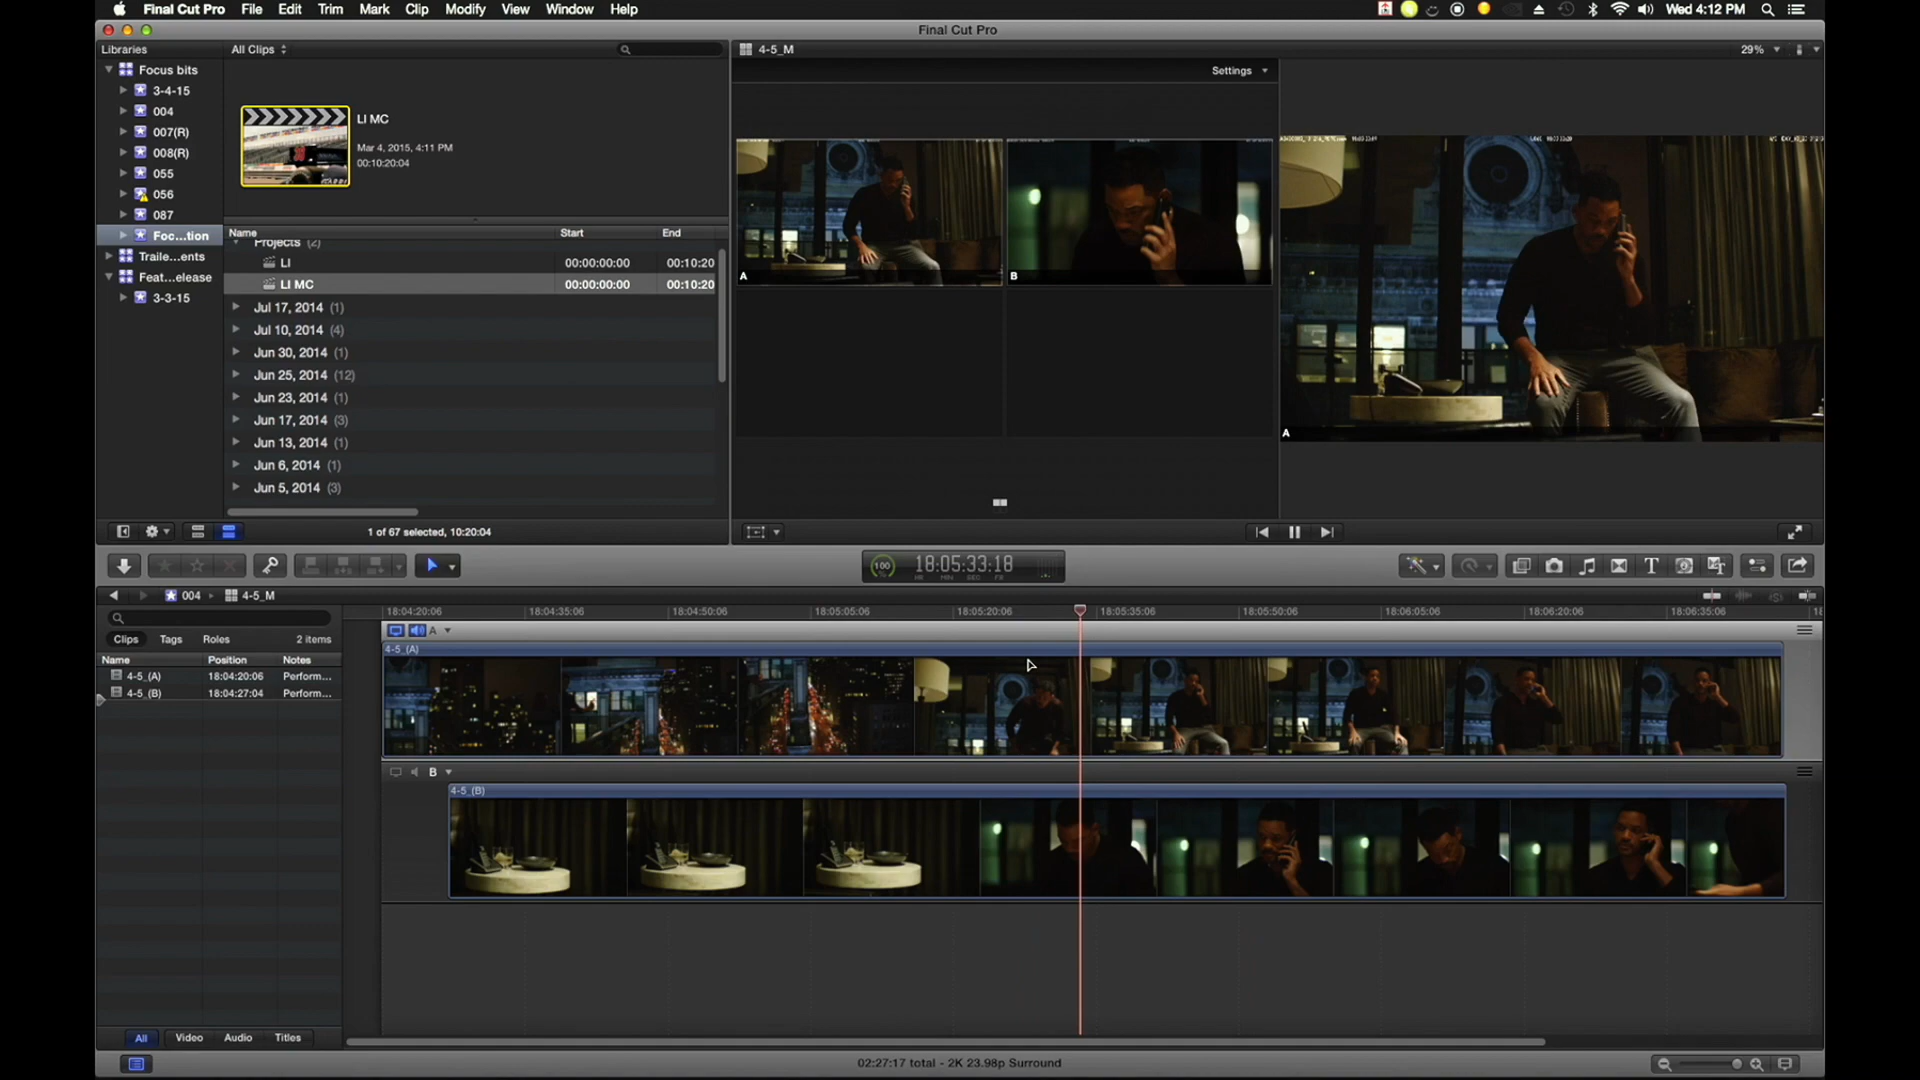 Final Cut Pro File Edit Trim Mark Clip Modify View Window Help Wed 4:12 PM
Final Cut Pro
Libraries All Clips 4-5_M 29%
Focus bits
Settings
3-4-15
004
007(R)
008(R)
055
056
087
Foc...tion
Traile...ents
Feat...elease
3-3-15
LI MC
Mar 4, 2015, 4:11 PM
00:10:20:04
Name Start End
Projects (2)
LI 00:00:00:00 00:10:20
LI MC 00:00:00:00 00:10:20
Jul 17, 2014 (1)
Jul 10, 2014 (4)
Jun 30, 2014 (1)
Jun 25, 2014 (12)
Jun 23, 2014 (1)
Jun 17, 2014 (3)
Jun 13, 2014 (1)
Jun 6, 2014 (1)
Jun 5, 2014 (3)
A
B
A
1 of 67 selected, 10:20:04
100 18:05:33:18
HR MIN SEC FR
004 4-5_M
18:04:20:06 18:04:35:06 18:04:50:06 18:05:05:06 18:05:20:06 18:05:35:06 18:05:50:06 18:06:05:06 18:06:20:06 18:06:35:06 18
Clips Tags Roles 2 items
Name Position Notes
4-5_(A) 18:04:20:06 Perform...
4-5_(B) 18:04:27:04 Perform...
A
4-5_(A)
B
4-5_(B)
All Video Audio Titles
02:27:17 total - 2K 23.98p Surround